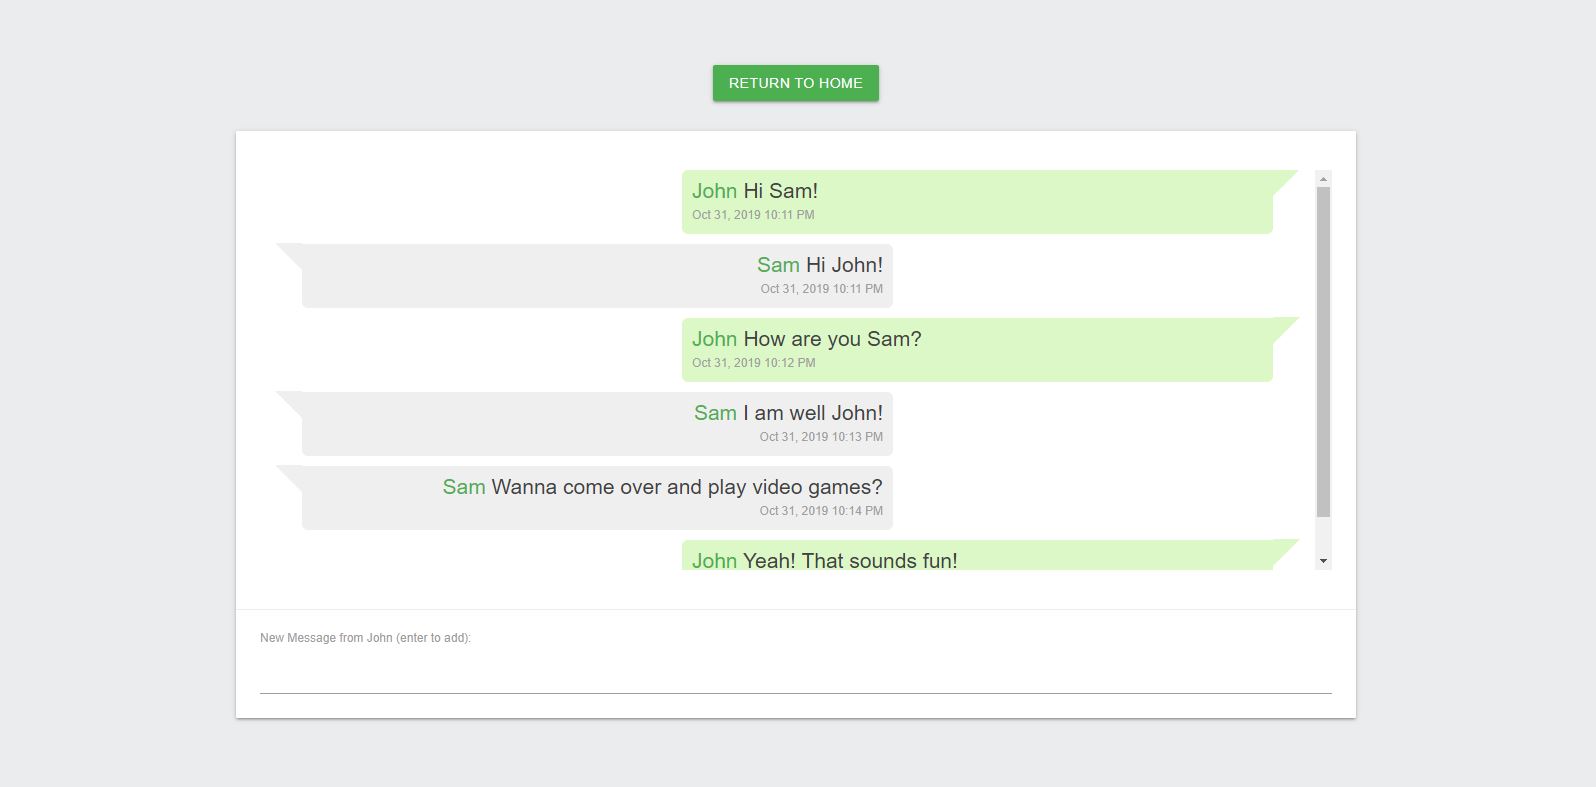 RETURN TO HOME
John Hi Sam!
Oct 31, 2019 10:11 PM
Sam Hi John!
Oct 31, 2019 10:11 PM
John How are you Sam?
Oct 31, 2019 10:12 PM
Sam I am well John!
Oct 31, 2019 10:13 PM
Sam Wanna come over and play video games?
Oct 31, 2019 10:14 PM
John Yeah! That sounds fun!
New Message from John (enter to add):